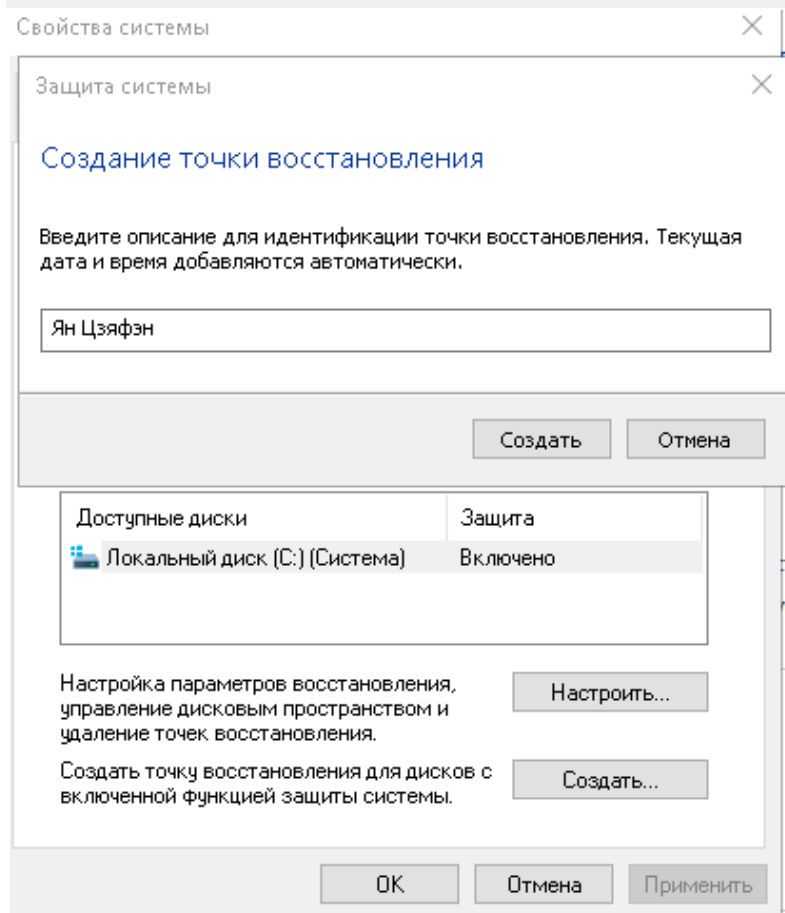 Свойства системы
Защита системы
Создание точки восстановления
Введите описание для идентификации точки восстановления. Текущая
дата и время добавляются автоматически.
Ян Цзяфэн
Создать Отмена
Доступные диски Защита
Локальный диск (C:) (Система) Включено
Настройка параметров восстановления,
управление дисковым пространством и
удаление точек восстановления.
Настроить...
Создать точку восстановления для дисков с
включенной функцией защиты системы.
Создать...
ОК Отмена Применить